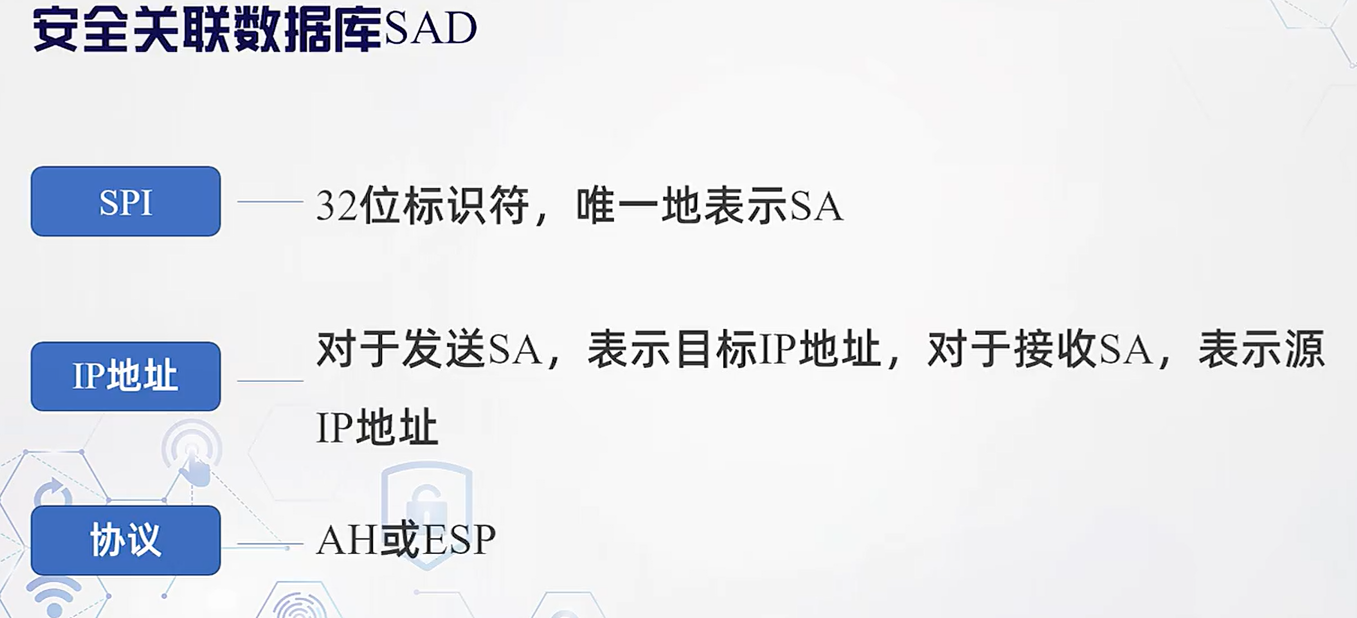 安全关联数据库SAD
SPI
32位标识符，唯一地表示SA
IP地址
对于发送SA，表示目标IP地址，对于接收SA，表示源
IP地址
协议
AH或ESP